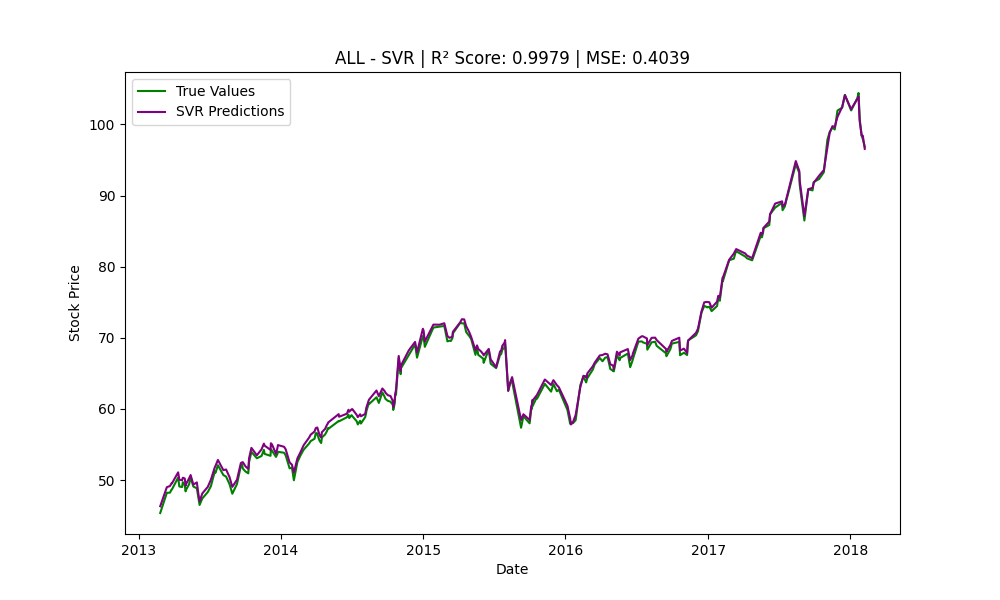 ALL - SVR | R² Score: 0.9979 | MSE: 0.4039
True Values
SVR Predictions
Stock Price
100
90
80
70
60
50
2013
2014
2015
2016
2017
2018
Date